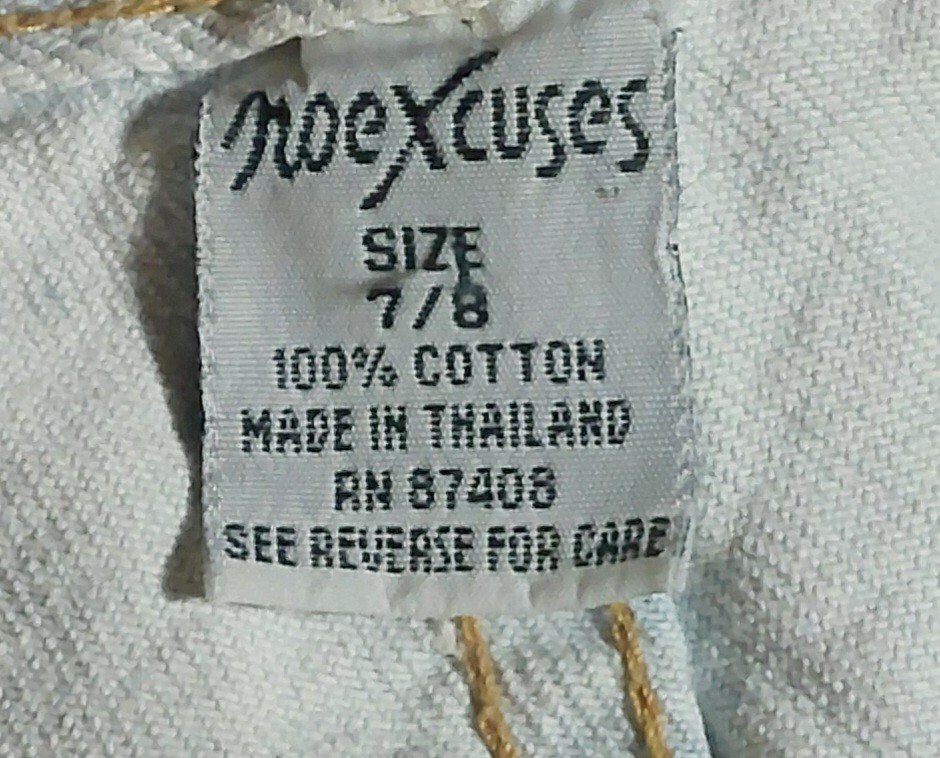 noeXcuses
SIZE
7/8
100% COTTON
MADE IN THAILAND
RN 87408
SEE REVERSE FOR CARE